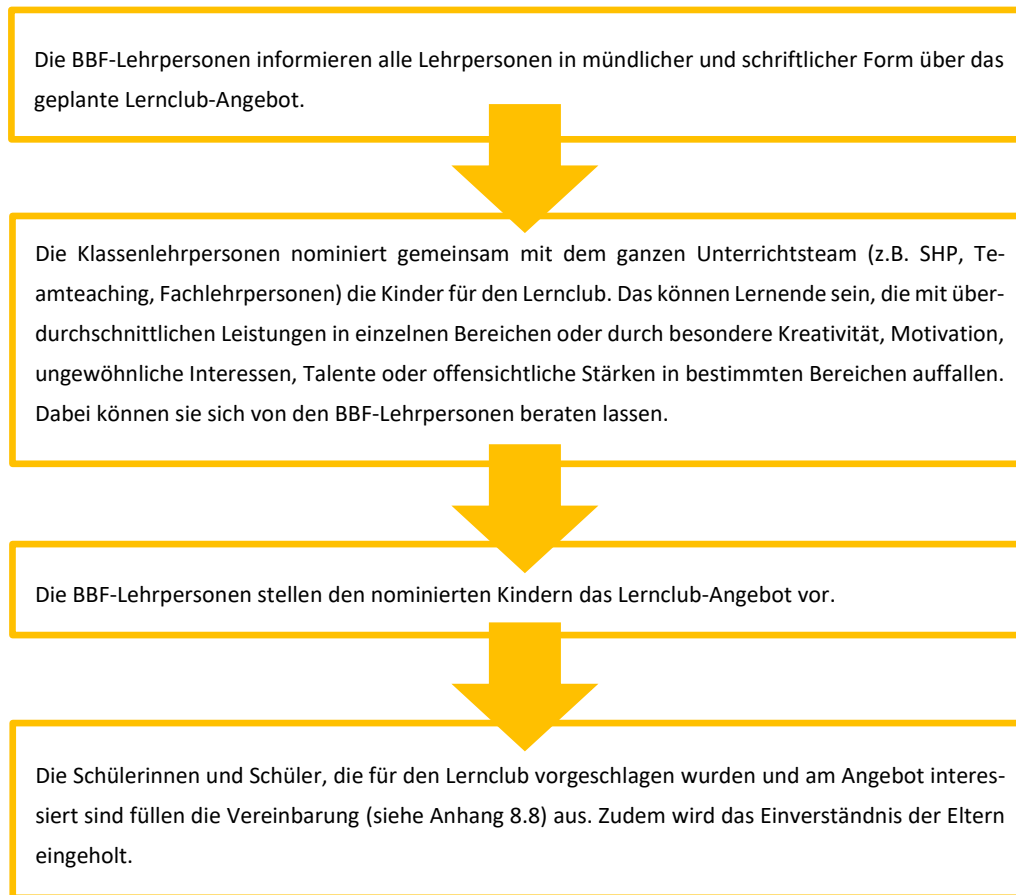 Die BBF-Lehrpersonen informieren alle Lehrpersonen in mündlicher und schriftlicher Form über das
geplante Lernclub-Angebot.
Die Klassenlehrpersonen nominiert gemeinsam mit dem ganzen Unterrichtsteam (z.B. SHP, Te-
amteaching, Fachlehrpersonen) die Kinder für den Lernclub. Das können Lernende sein, die mit über-
durchschnittlichen Leistungen in einzelnen Bereichen oder durch besondere Kreativität, Motivation,
ungewöhnliche Interessen, Talente oder offensichtliche Stärken in bestimmten Bereichen auffallen.
Dabei können sie sich von den BBF-Lehrpersonen beraten lassen.
Die BBF-Lehrpersonen stellen den nominierten Kindern das Lernclub-Angebot vor.
Die Schülerinnen und Schüler, die für den Lernclub vorgeschlagen wurden und am Angebot interes-
siert sind füllen die Vereinbarung (siehe Anhang 8.8) aus. Zudem wird das Einverständnis der Eltern
eingeholt.